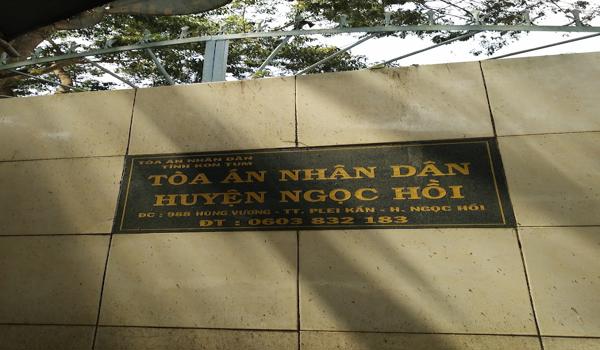 TÒA ÁN NHÂN DÂN
TỈNH KON TUM
TÒA ÁN NHÂN DÂN
HUYỆN NGỌC HỒI
ĐC : 988 HÙNG VƯƠNG - TT. PLEI KẦN - H. NGỌC HỒI
ĐT : 0603 832 183